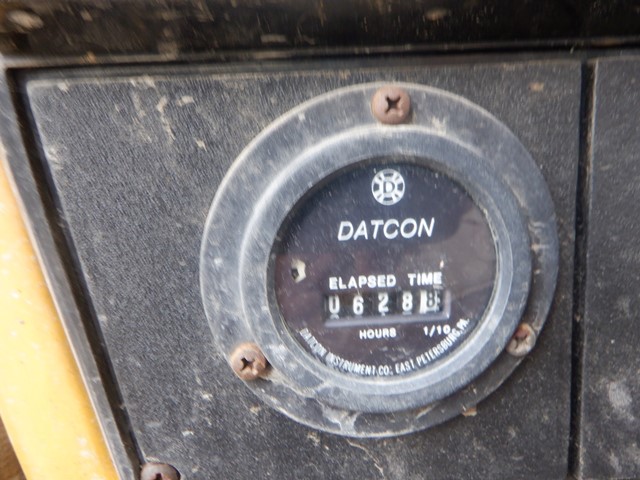 D
DATCON
ELAPSED TIME
0628
HOURS 1/10
DATCON INSTRUMENT CO., EAST PETERSBURG, PA.